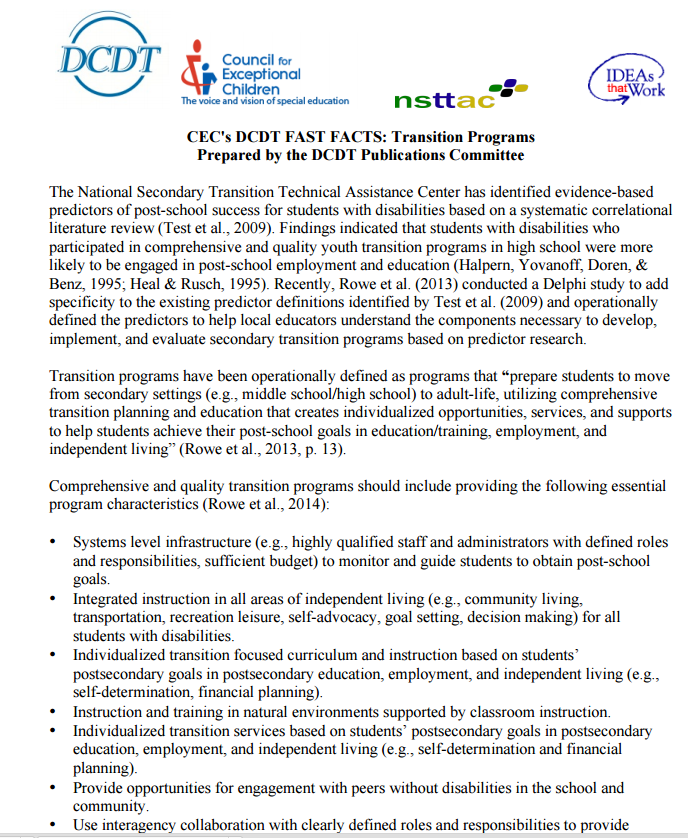 DCDT
Council for
Exceptional
Children
The voice and vision of special education
nsttac
IDEAs
that Work
CEC's DCDT FAST FACTS: Transition Programs
Prepared by the DCDT Publications Committee
The National Secondary Transition Technical Assistance Center has identified evidence-based
predictors of post-school success for students with disabilities based on a systematic correlational
literature review (Test et al., 2009). Findings indicated that students with disabilities who
participated in comprehensive and quality youth transition programs in high school were more
likely to be engaged in post-school employment and education (Halpern, Yovanoff, Doren, &
Benz, 1995; Heal & Rusch, 1995). Recently, Rowe et al. (2013) conducted a Delphi study to add
specificity to the existing predictor definitions identified by Test et al. (2009) and operationally
defined the predictors to help local educators understand the components necessary to develop,
implement, and evaluate secondary transition programs based on predictor research.
Transition programs have been operationally defined as programs that “prepare students to move
from secondary settings (e.g., middle school/high school) to adult-life, utilizing comprehensive
transition planning and education that creates individualized opportunities, services, and supports
to help students achieve their post-school goals in education/training, employment, and
independent living” (Rowe et al., 2013, p. 13).
Comprehensive and quality transition programs should include providing the following essential
program characteristics (Rowe et al., 2014):
• Systems level infrastructure (e.g., highly qualified staff and administrators with defined roles
and responsibilities, sufficient budget) to monitor and guide students to obtain post-school
goals.
• Integrated instruction in all areas of independent living (e.g., community living,
transportation, recreation leisure, self-advocacy, goal setting, decision making) for all
students with disabilities.
• Individualized transition focused curriculum and instruction based on students’
postsecondary goals in postsecondary education, employment, and independent living (e.g.,
self-determination, financial planning).
• Instruction and training in natural environments supported by classroom instruction.
• Individualized transition services based on students’ postsecondary goals in postsecondary
education, employment, and independent living (e.g., self-determination and financial
planning).
• Provide opportunities for engagement with peers without disabilities in the school and
community.
• Use interagency collaboration with clearly defined roles and responsibilities to provide